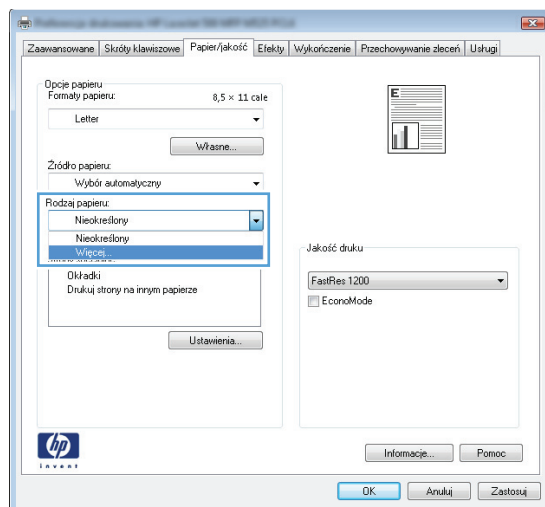 Zaawansowane Skróty klawiszowe Papier/jakość Efekty Wykończenie Przechowywanie zleceń Usługi
Opcje papieru
Formaty papieru: 8,5 × 11 cale
Letter
Własne...
Źródło papieru:
Wybór automatyczny
Rodzaj papieru:
Nieokreślony
Nieokreślony
Więcej...
Okładki
Drukuj strony na innym papierze
Ustawienia...
E
Jakość druku
FastRes 1200
EconoMode
hp
invent
Informacje... Pomoc
OK Anuluj Zastosuj